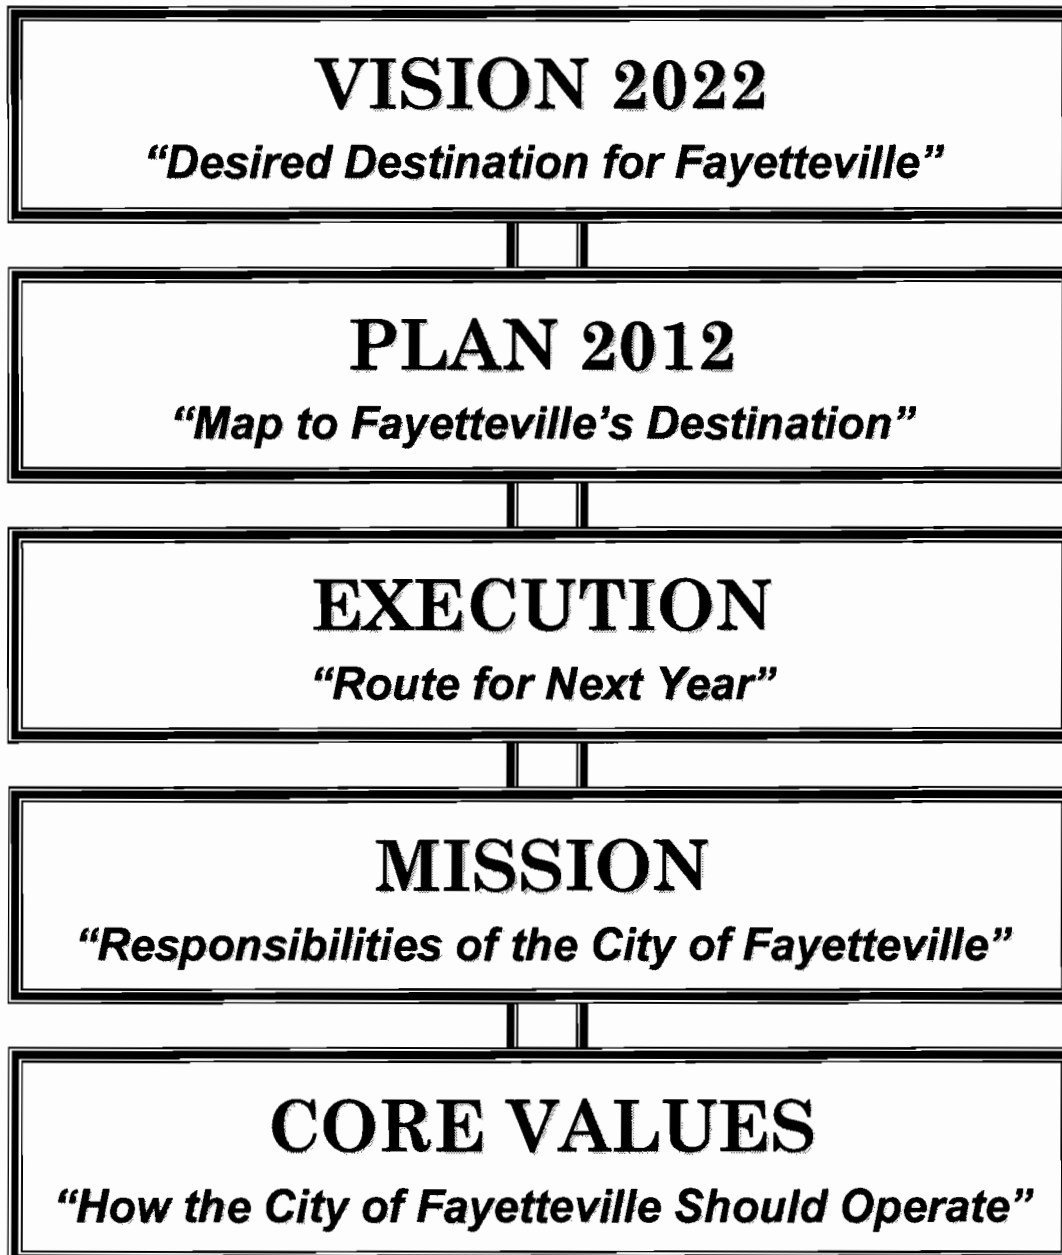 VISION 2022
“Desired Destination for Fayetteville”
PLAN 2012
“Map to Fayetteville’s Destination”
EXECUTION
“Route for Next Year”
MISSION
“Responsibilities of the City of Fayetteville”
CORE VALUES
“How the City of Fayetteville Should Operate”